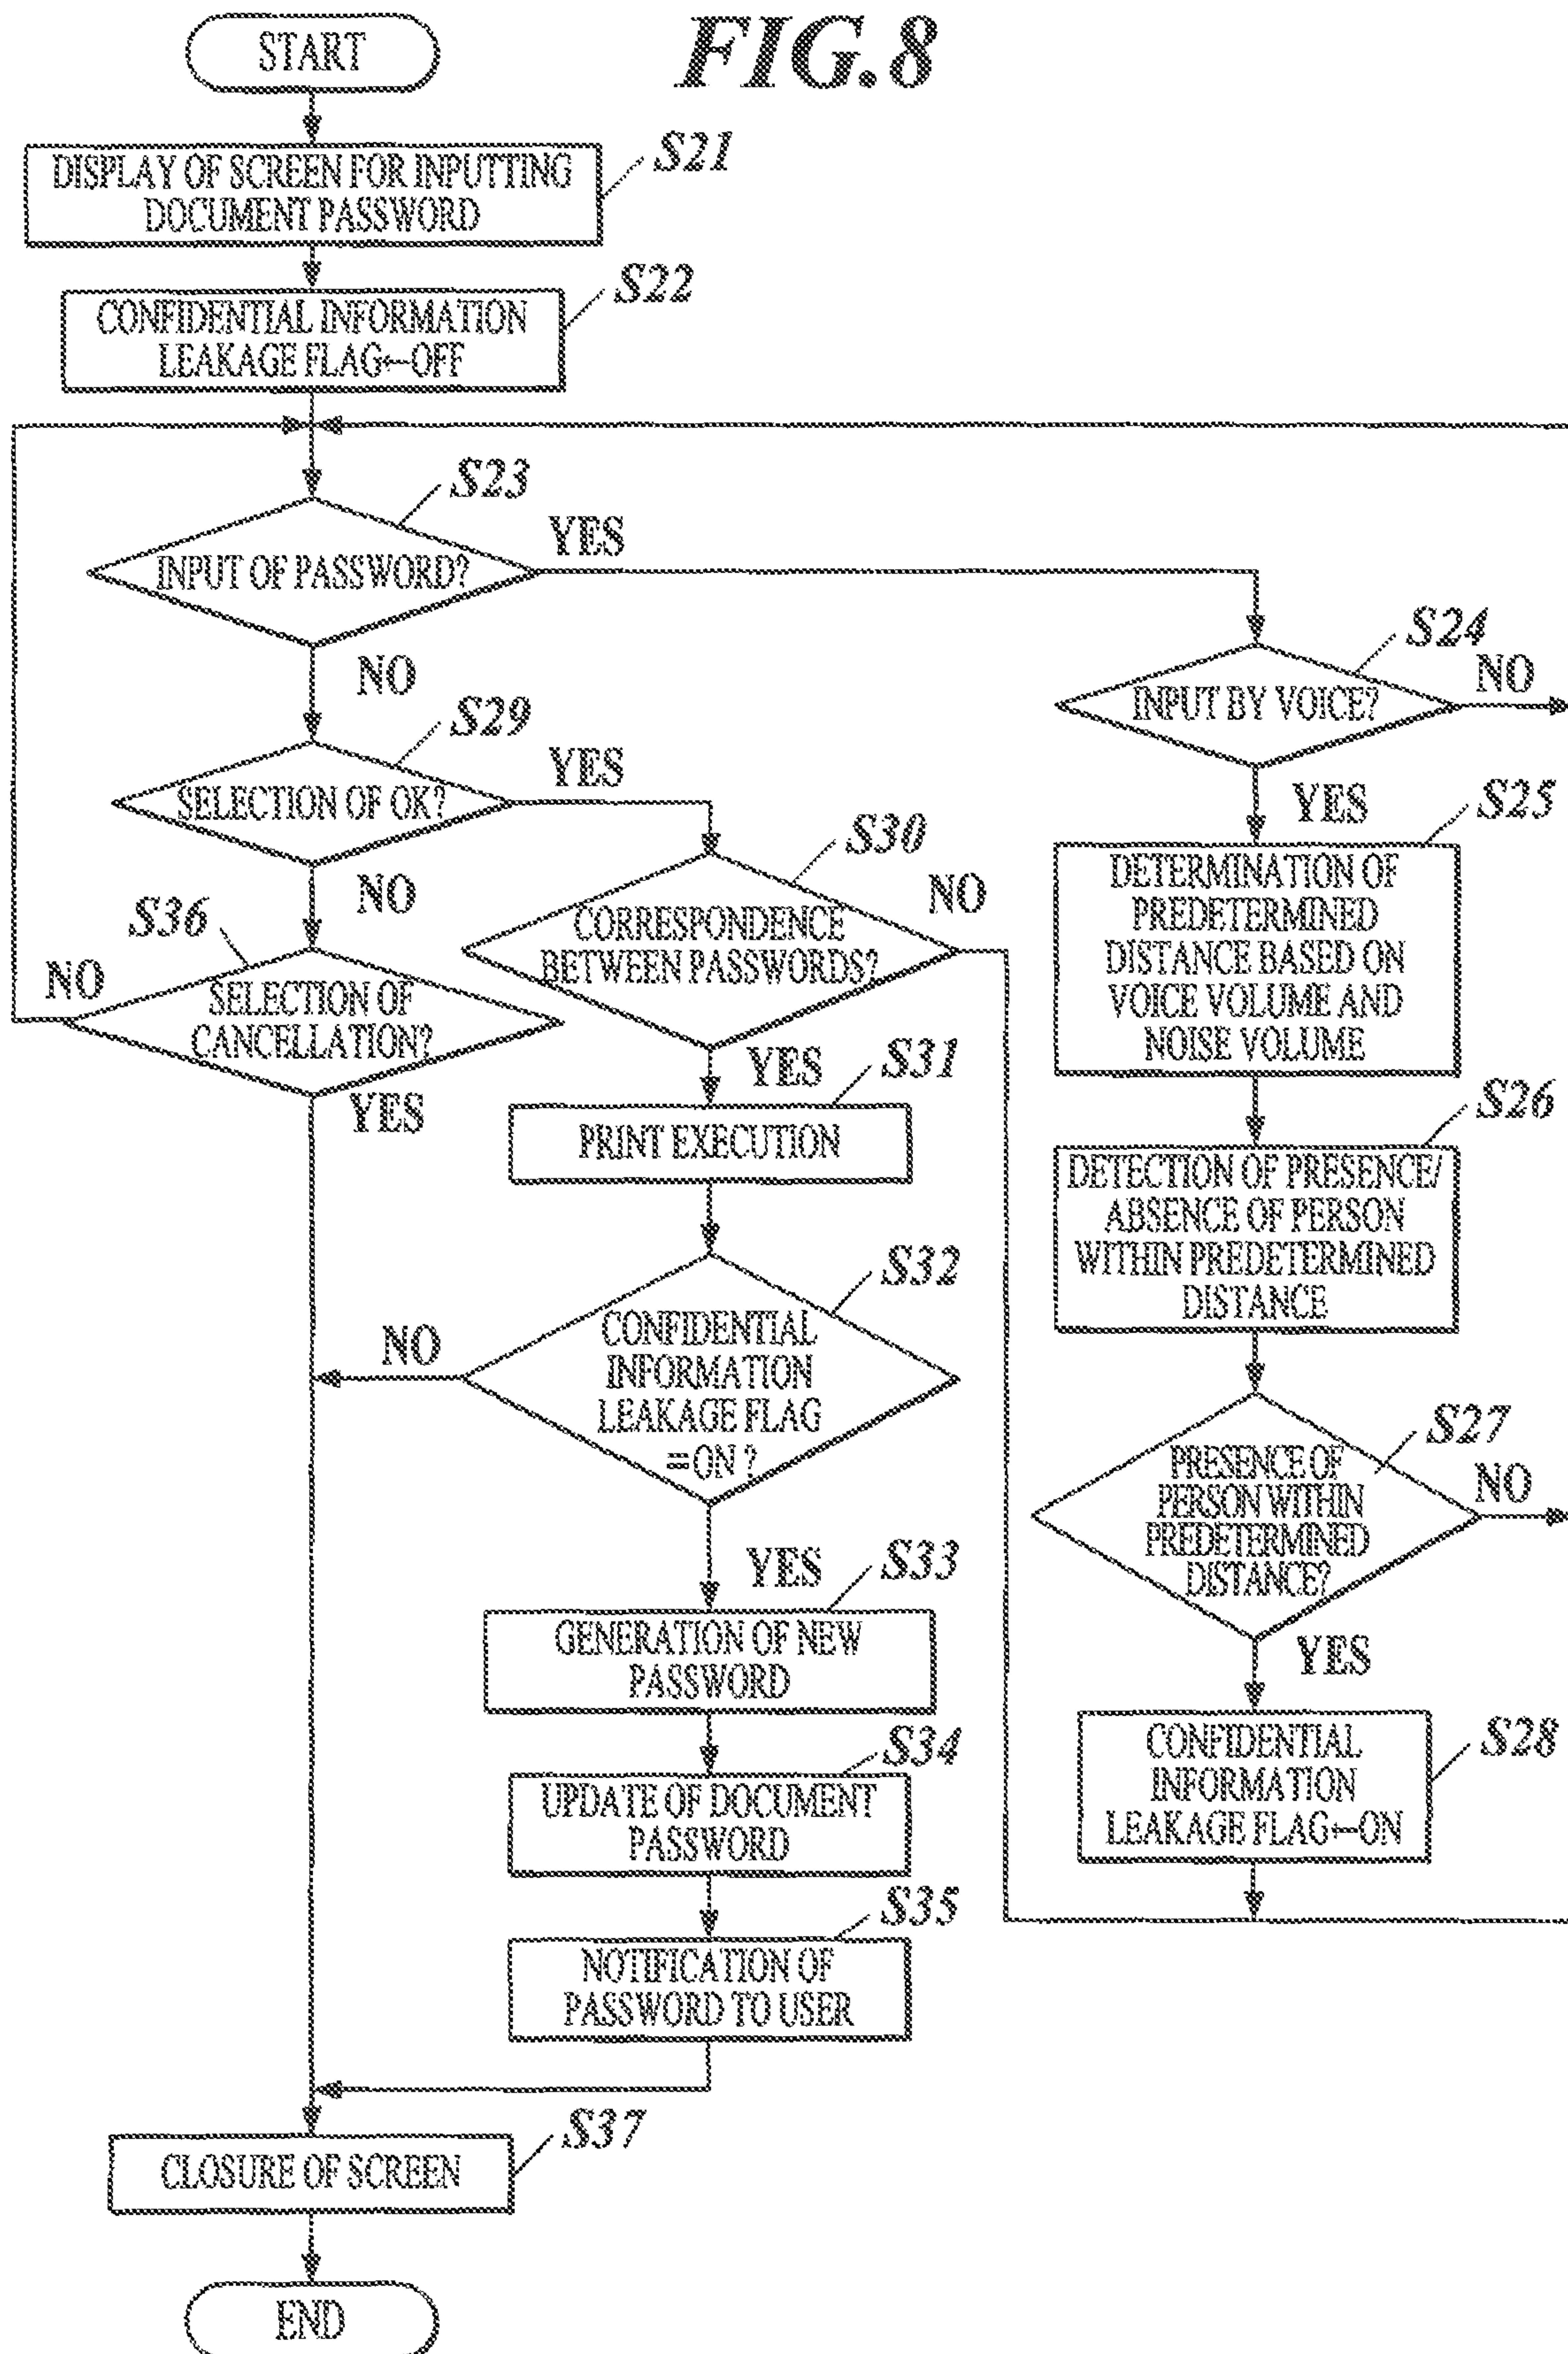 FIG.8
START
S21
DISPLAY OF SCREEN FOR INPUTTING
DOCUMENT PASSWORD
S22
CONFIDENTIAL INFORMATION
LEAKAGE FLAG←OFF
S23
INPUT OF PASSWORD?
YES
NO
S24
INPUT BY VOICE?
NO
YES
S25
DETERMINATION OF
PREDETERMINED
DISTANCE BASED ON
VOICE VOLUME AND
NOISE VOLUME
S26
DETECTION OF PRESENCE/
ABSENCE OF PERSON
WITHIN PREDETERMINED
DISTANCE
S27
PRESENCE OF
PERSON WITHIN
PREDETERMINED
DISTANCE?
NO
YES
S28
CONFIDENTIAL
INFORMATION
LEAKAGE FLAG←ON
S29
SELECTION OF OK?
YES
NO
S30
CORRESPONDENCE
BETWEEN PASSWORDS?
NO
YES
S31
PRINT EXECUTION
S32
CONFIDENTIAL
INFORMATION
LEAKAGE FLAG
=ON ?
NO
YES
S33
GENERATION OF NEW
PASSWORD
S34
UPDATE OF DOCUMENT
PASSWORD
S35
NOTIFICATION OF
PASSWORD TO USER
S36
SELECTION OF
CANCELLATION?
NO
YES
S37
CLOSURE OF SCREEN
END